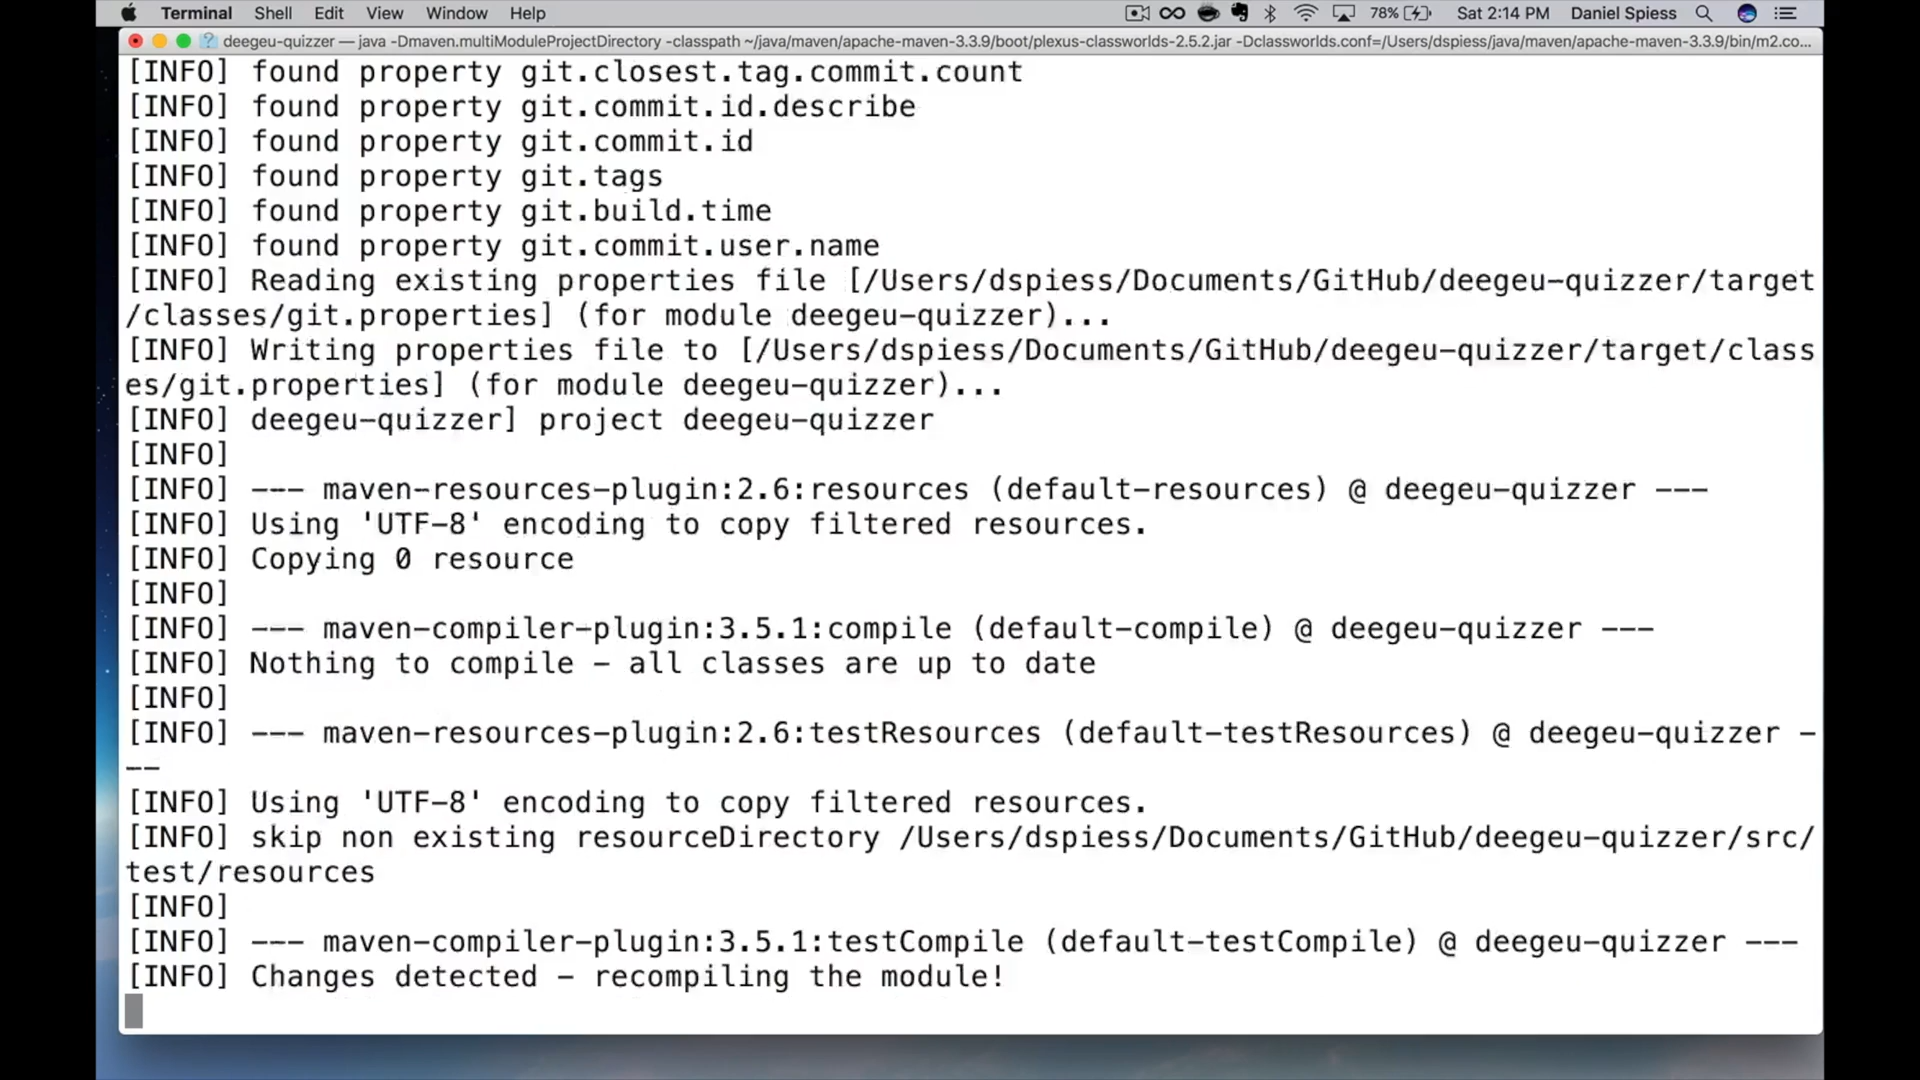 Terminal Shell Edit View Window Help 78% Sat 2:14 PM Daniel Spiess
deegeu-quizzer — java -Dmaven.multiModuleProjectDirectory -classpath ~/java/maven/apache-maven-3.3.9/boot/plexus-classworlds-2.5.2.jar -Dclassworlds.conf=/Users/dspiess/java/maven/apache-maven-3.3.9/bin/m2.co...
[INFO] found property git.closest.tag.commit.count
[INFO] found property git.commit.id.describe
[INFO] found property git.commit.id
[INFO] found property git.tags
[INFO] found property git.build.time
[INFO] found property git.commit.user.name
[INFO] Reading existing properties file [/Users/dspiess/Documents/GitHub/deegeu-quizzer/target
/classes/git.properties] (for module deegeu-quizzer)...
[INFO] Writing properties file to [/Users/dspiess/Documents/GitHub/deegeu-quizzer/target/class
es/git.properties] (for module deegeu-quizzer)...
[INFO] deegeu-quizzer] project deegeu-quizzer
[INFO]
[INFO] --- maven-resources-plugin:2.6:resources (default-resources) @ deegeu-quizzer ---
[INFO] Using 'UTF-8' encoding to copy filtered resources.
[INFO] Copying 0 resource
[INFO]
[INFO] --- maven-compiler-plugin:3.5.1:compile (default-compile) @ deegeu-quizzer ---
[INFO] Nothing to compile - all classes are up to date
[INFO]
[INFO] --- maven-resources-plugin:2.6:testResources (default-testResources) @ deegeu-quizzer -
--
[INFO] Using 'UTF-8' encoding to copy filtered resources.
[INFO] skip non existing resourceDirectory /Users/dspiess/Documents/GitHub/deegeu-quizzer/src/
test/resources
[INFO]
[INFO] --- maven-compiler-plugin:3.5.1:testCompile (default-testCompile) @ deegeu-quizzer ---
[INFO] Changes detected - recompiling the module!